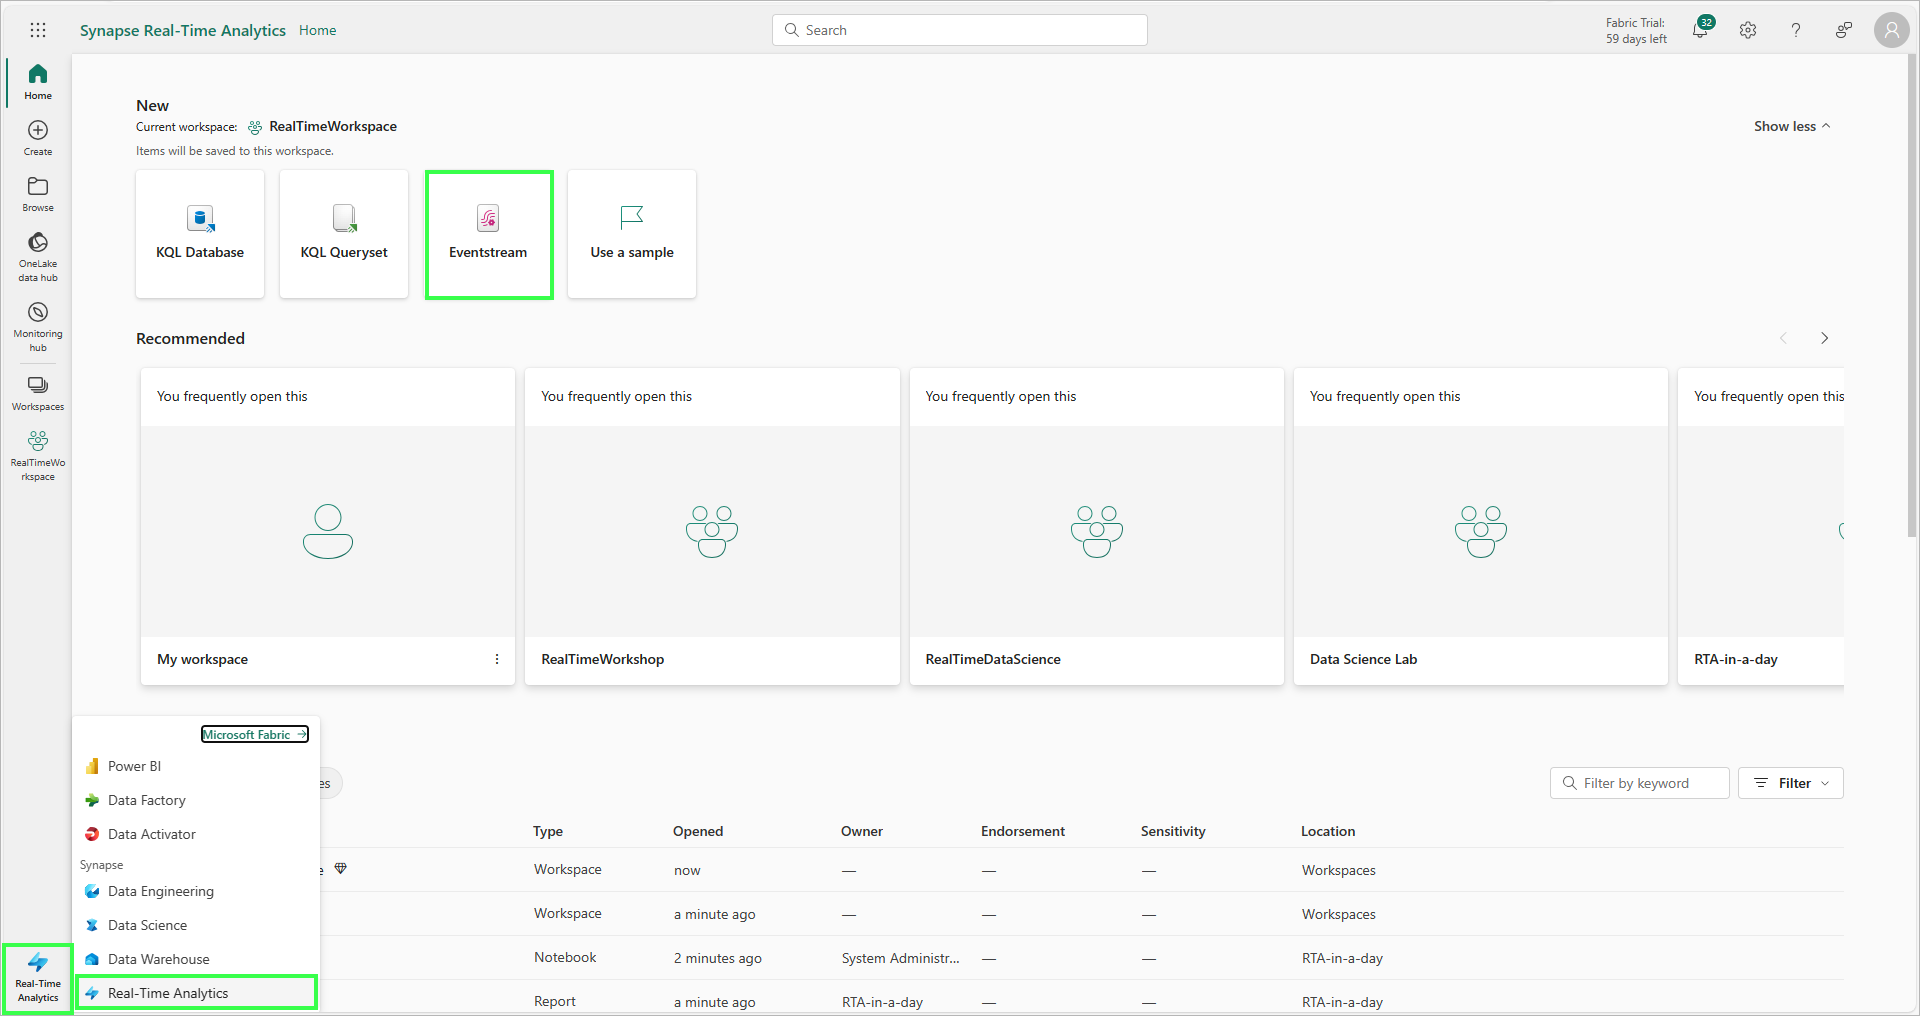 Synapse Real-Time Analytics Home
Search
Fabric Trial:
59 days left
32
Home
Create
Browse
OneLake
data hub
Monitoring
hub
Workspaces
RealTimeWo
rkspace
New
Current workspace: RealTimeWorkspace
Items will be saved to this workspace.
Show less
KQL Database
KQL Queryset
Eventstream
Use a sample
Recommended
You frequently open this
You frequently open this
You frequently open this
You frequently open this
You frequently open this
My workspace
RealTimeWorkshop
RealTimeDataScience
Data Science Lab
RTA-in-a-day
Microsoft Fabric
Power BI
Data Factory
Data Activator
Synapse
Data Engineering
Data Science
Data Warehouse
Real-Time Analytics
Real-Time
Analytics
es
Filter by keyword
Filter
Type Opened Owner Endorsement Sensitivity Location
e Workspace now — — — Workspaces
Workspace a minute ago — — — Workspaces
Notebook 2 minutes ago System Administr... — — RTA-in-a-day
Report a minute ago RTA-in-a-day — — RTA-in-a-day